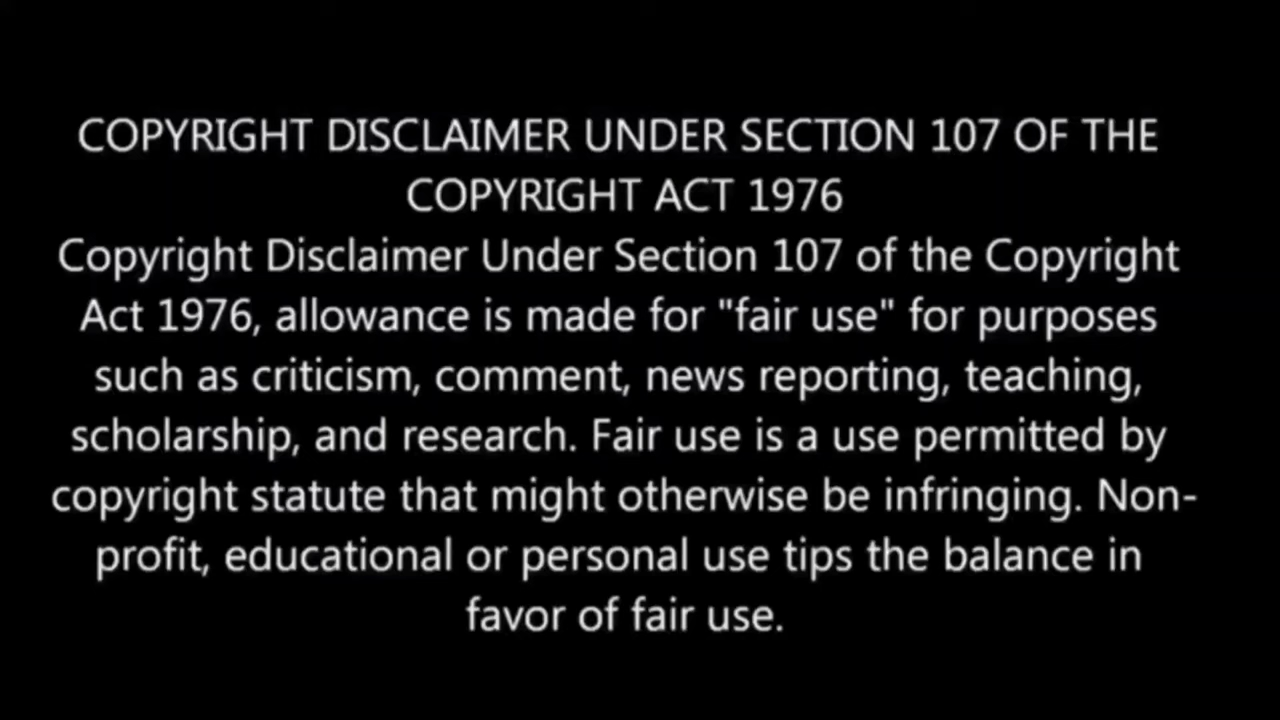 COPYRIGHT DISCLAIMER UNDER SECTION 107 OF THE
COPYRIGHT ACT 1976
Copyright Disclaimer Under Section 107 of the Copyright
Act 1976, allowance is made for "fair use" for purposes
such as criticism, comment, news reporting, teaching,
scholarship, and research. Fair use is a use permitted by
copyright statute that might otherwise be infringing. Non-
profit, educational or personal use tips the balance in
favor of fair use.